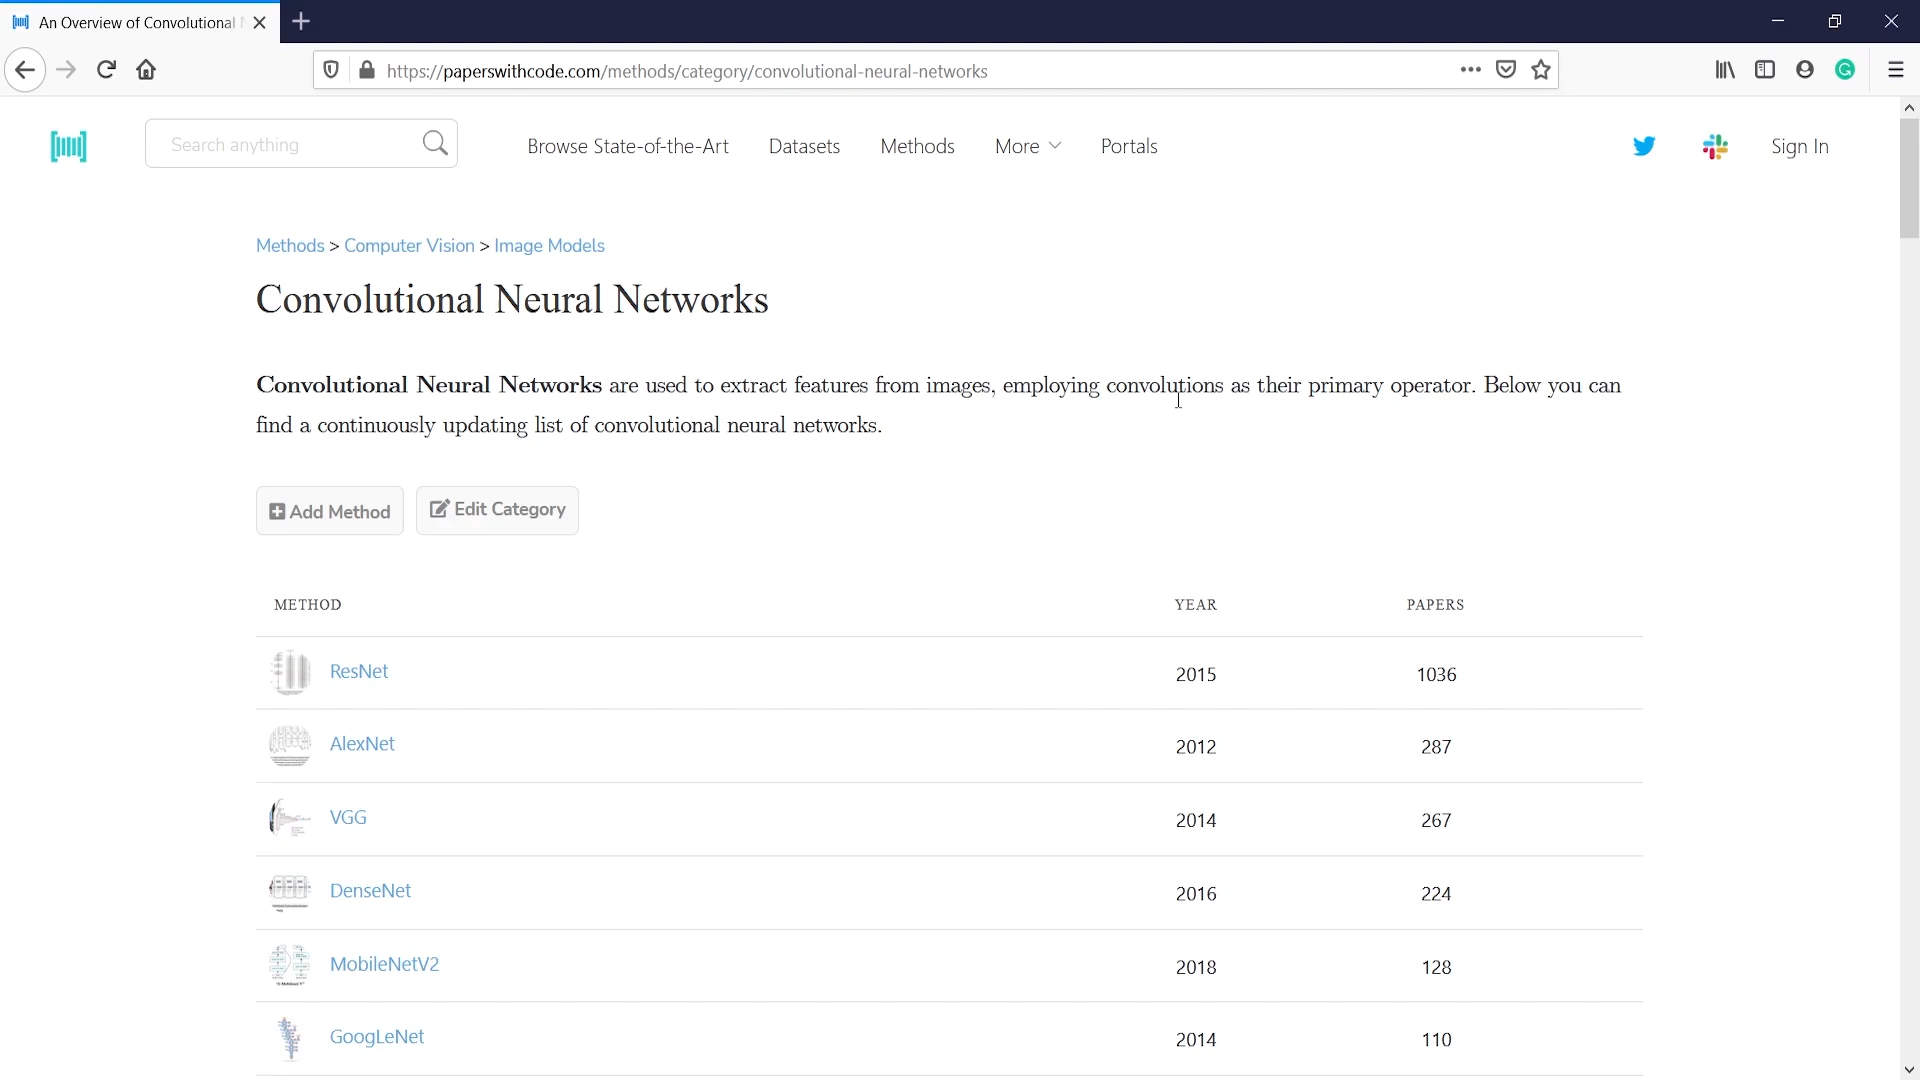 An Overview of Convolutional
https://paperswithcode.com/methods/category/convolutional-neural-networks
Search anything
Browse State-of-the-Art
Datasets
Methods
More
Portals
Sign In
Methods > Computer Vision > Image Models
Convolutional Neural Networks
Convolutional Neural Networks are used to extract features from images, employing convolutions as their primary operator. Below you can
find a continuously updating list of convolutional neural networks.
Add Method
Edit Category
METHOD YEAR PAPERS
ResNet 2015 1036
AlexNet 2012 287
VGG 2014 267
DenseNet 2016 224
MobileNetV2 2018 128
GoogLeNet 2014 110